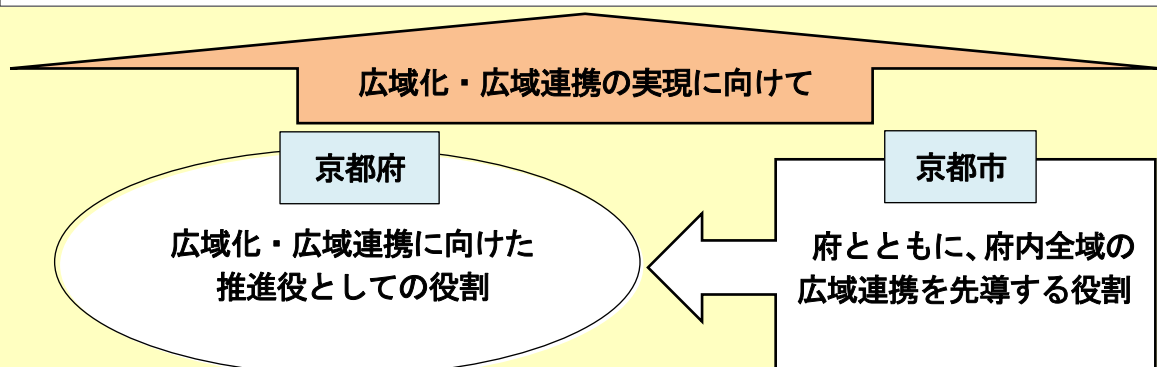 広域化・広域連携の実現に向けて
京都府
広域化・広域連携に向けた
推進役としての役割
京都市
府とともに、府内全域の
広域連携を先導する役割